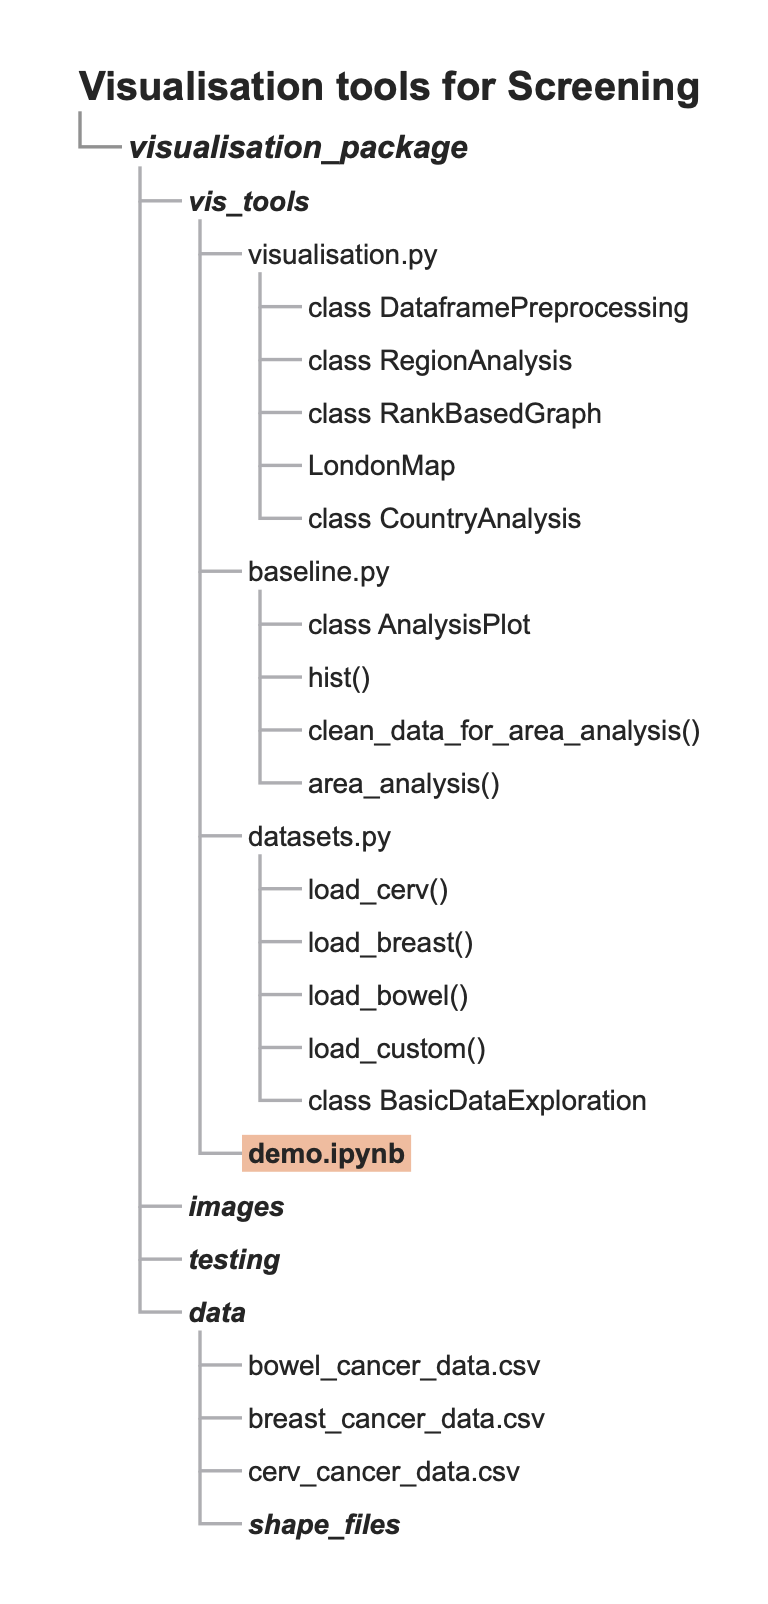 Visualisation tools for Screening
visualisation_package
vis_tools
visualisation.py
class DataframePreprocessing
class RegionAnalysis
class RankBasedGraph
LondonMap
class CountryAnalysis
baseline.py
class AnalysisPlot
hist()
clean_data_for_area_analysis()
area_analysis()
datasets.py
load_cerv()
load_breast()
load_bowel()
load_custom()
class BasicDataExploration
demo.ipynb
images
testing
data
bowel_cancer_data.csv
breast_cancer_data.csv
cerv_cancer_data.csv
shape_files